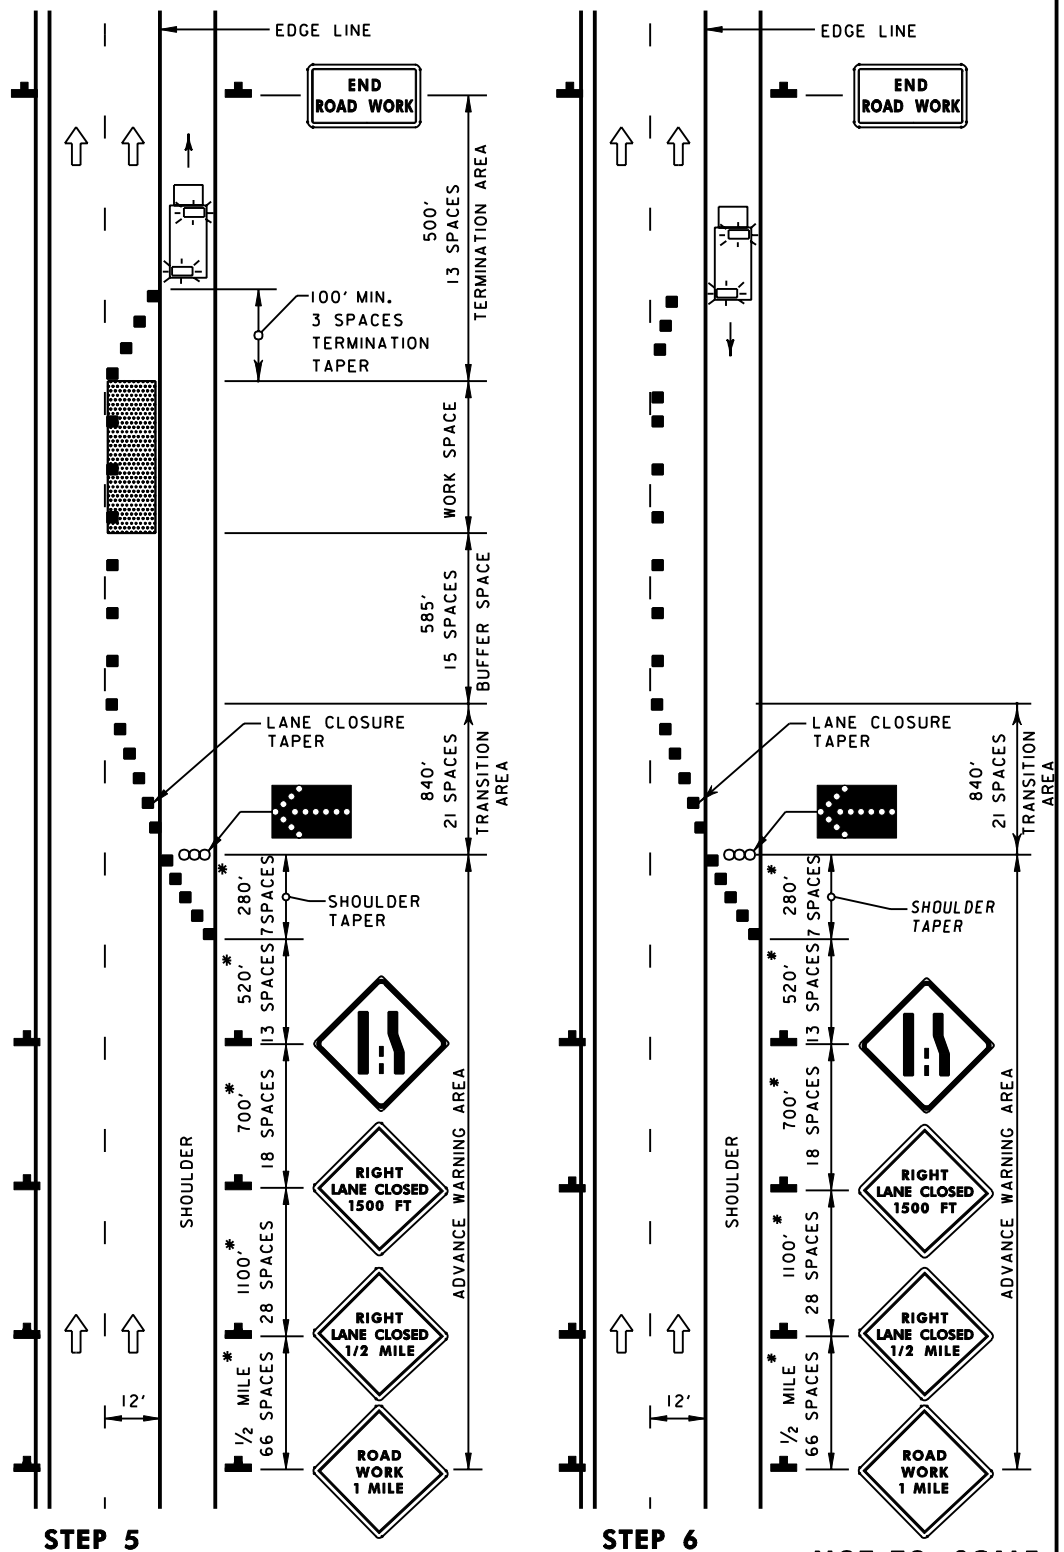 EDGE LINE
END
ROAD WORK
500'
13 SPACES
TERMINATION AREA
100' MIN.
3 SPACES
TERMINATION
TAPER
WORK SPACE
585'
15 SPACES
BUFFER SPACE
LANE CLOSURE
TAPER
840'
21 SPACES
TRANSITION
AREA
*
280'
7 SPACES
SHOULDER
TAPER
*
520'
13 SPACES
700'*
18 SPACES
RIGHT
LANE CLOSED
1500 FT
SHOULDER
ADVANCE WARNING AREA
1100'*
28 SPACES
RIGHT
LANE CLOSED
1/2 MILE
12'
1/2 MILE*
66 SPACES
ROAD
WORK
1 MILE
STEP 5
EDGE LINE
END
ROAD WORK
LANE CLOSURE
TAPER
840'
21 SPACES
TRANSITION
AREA
*
280'
7 SPACES
SHOULDER
TAPER
*
520'
13 SPACES
700'*
18 SPACES
RIGHT
LANE CLOSED
1500 FT
SHOULDER
ADVANCE WARNING AREA
1100'*
28 SPACES
RIGHT
LANE CLOSED
1/2 MILE
12'
1/2 MILE*
66 SPACES
ROAD
WORK
1 MILE
STEP 6